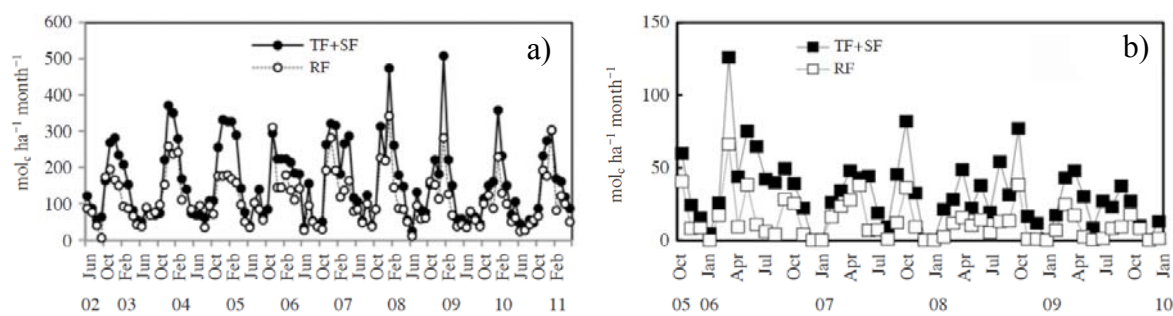 a)
TF+SF
RF
mol_c ha⁻¹ month⁻¹
600
500
400
300
200
100
0
Jun Oct Feb Jun Oct Feb Jun Oct Feb Jun Oct Feb Jun Oct Feb Jun Oct Feb Jun Oct Feb Jun Oct Feb Jun Oct Feb
02 03 04 05 06 07 08 09 10 11
b)
TF+SF
RF
mol_c ha⁻¹ month⁻¹
150
100
50
0
Oct Jan Apr Jul Oct Jan Apr Jul Oct Jan Apr Jul Oct Jan Apr Jul Oct Jan
05 06 07 08 09 10